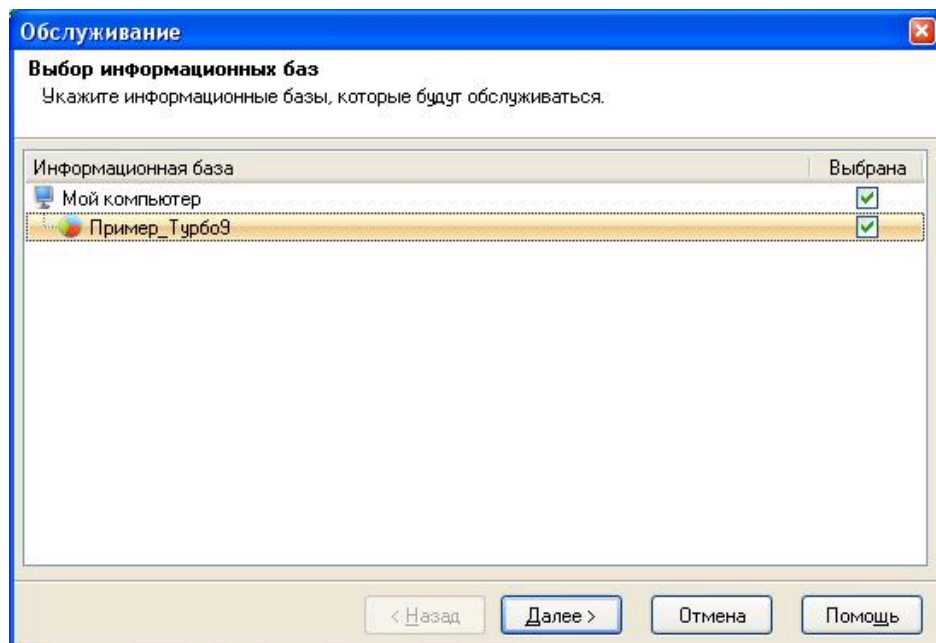 Обслуживание
Выбор информационных баз
Укажите информационные базы, которые будут обслуживаться.
Информационная база Выбрана
Мой компьютер
Пример_Турбо9
< Назад Далее > Отмена Помощь